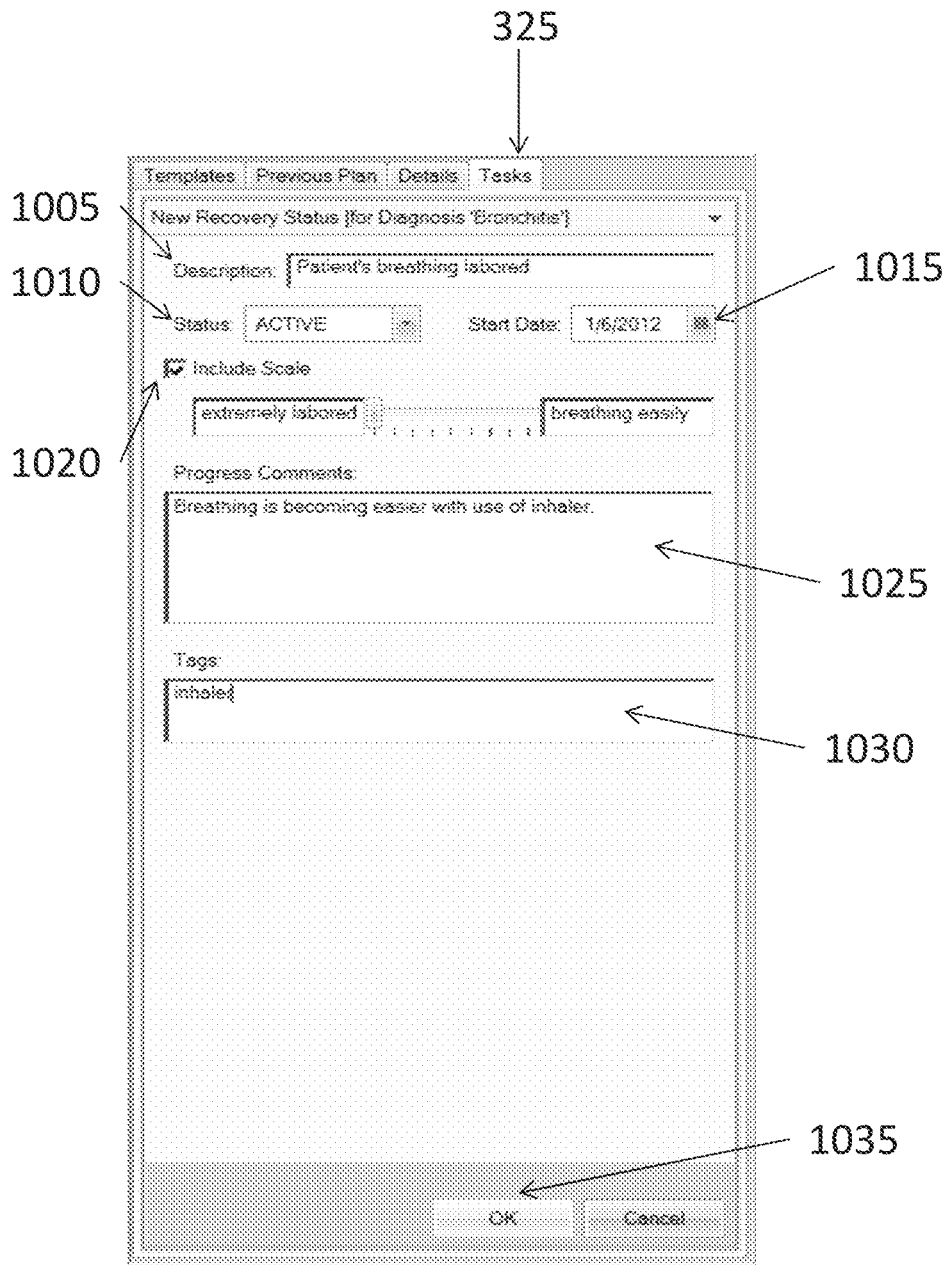 325
Templates Previous Plan Details Tasks
New Recovery Status [for Diagnosis 'Bronchitis']
1005
Description: Patient's breathing labored
1010
1015
Status: ACTIVE Start Date: 1/6/2012
Include Scale
extremely labored breathing easily
1020
Progress Comments:
Breathing is becoming easier with use of inhaler.
1025
Tags:
inhaler
1030
1035
OK Cancel